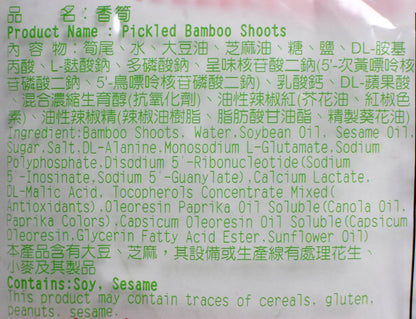 品 名:香筍
Product Name : Pickled Bamboo Shoots
內 容 物:筍尾、水、大豆油、芝麻油、糖、鹽、DL-胺基
丙酸、L-麩酸鈉、多磷酸鈉、呈味核苷酸二鈉(5'-次黃嘌呤核
苷磷酸二鈉、5'-鳥嘌呤核苷磷酸二鈉)、乳酸鈣、DL-蘋果酸
、混合濃縮生育醇(抗氧化劑)、油性辣椒紅(芥花油、紅椒色
素)、油性辣椒精(辣椒油樹脂、脂肪酸甘油酯、精製葵花油)
Ingredient:Bamboo Shoots, Water,Soybean Oil, Sesame Oil,
Sugar,Salt,DL-Alanine,Monosodium L-Glutamate,Sodium
Polyphosphate,Disodium 5'-Ribonucleotide(Sodium
5'-Inosinate,Sodium 5'-Guanylate),Calcium Lactate,
DL-Malic Acid, Tocopherols Concentrate Mixed(
Antioxidants),Oleoresin Paprika Oil Soluble(Canola Oil,
Paprika Colors),Capsicum Oleoresin Oil Soluble(Capsicum
Oleoresin,Glycerin Fatty Acid Ester,Sunflower Oil)
本產品含有大豆、芝麻，其設備或生產線有處理花生、
小麥及其製品
Contains:Soy, Sesame
This product may contain traces of cereals, gluten,
peanuts, sesame.